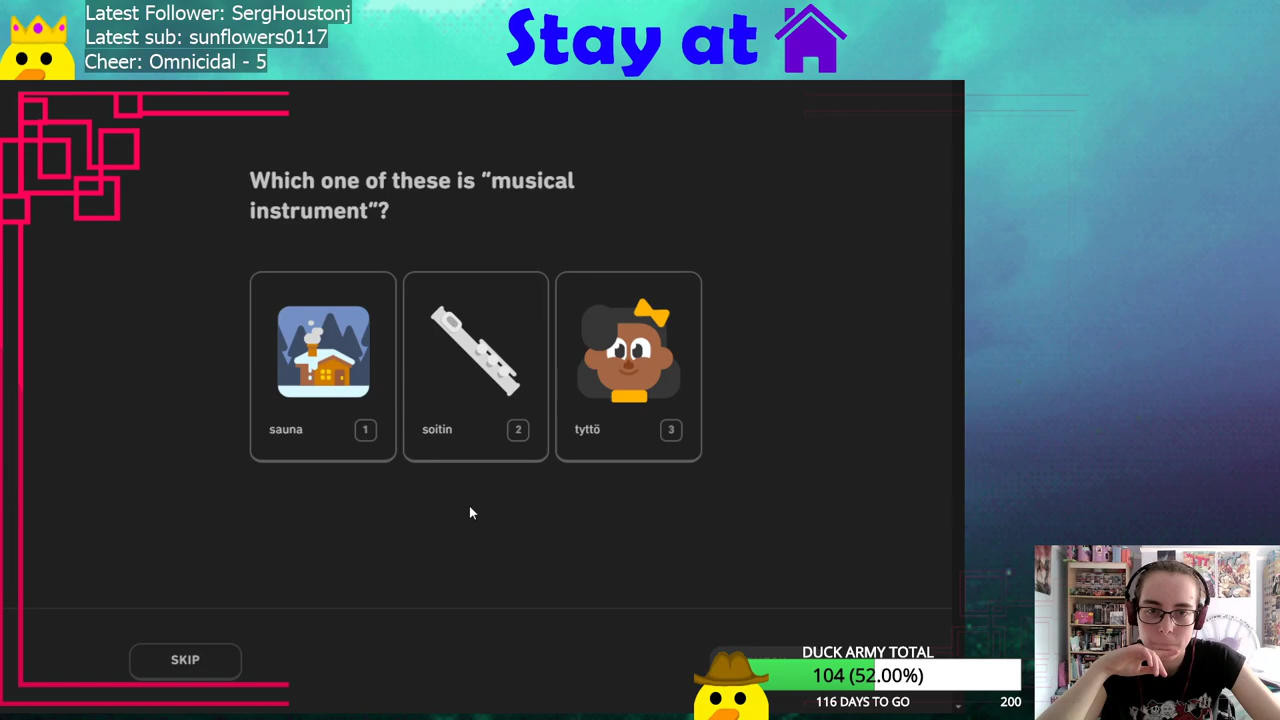 Latest Follower: SergHoustonj
Latest sub: sunflowers0117
Cheer: Omnicidal - 5
Stay at
Which one of these is “musical
instrument”?
sauna 1
soitin 2
tyttö 3
SKIP
DUCK ARMY TOTAL
104 (52.00%)
116 DAYS TO GO 200